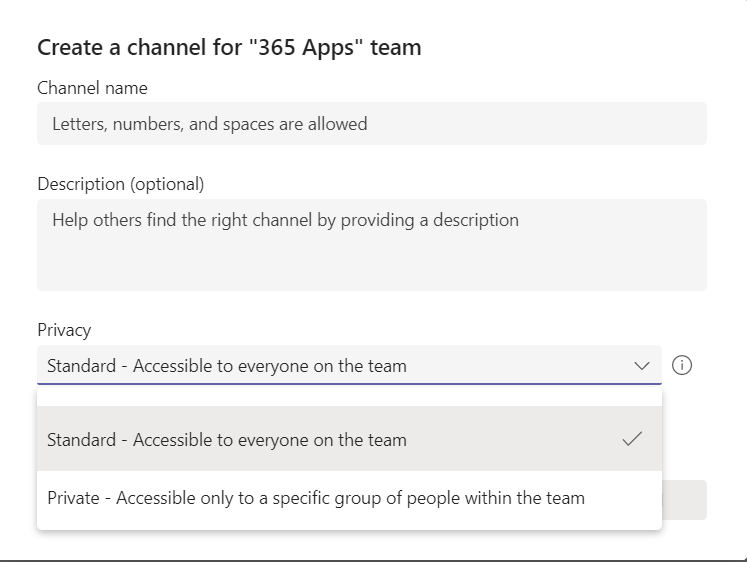 Create a channel for "365 Apps" team
Channel name
Letters, numbers, and spaces are allowed
Description (optional)
Help others find the right channel by providing a description
Privacy
Standard - Accessible to everyone on the team
Standard - Accessible to everyone on the team
Private - Accessible only to a specific group of people within the team